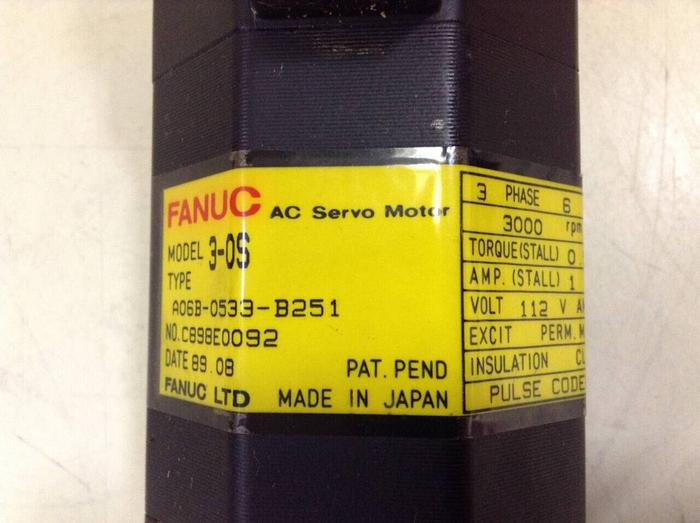 FANUC AC Servo Motor
MODEL 3-0S
TYPE
A06B-0533-B251
NO.C898E0092
DATE 89.08 PAT. PEND
FANUC LTD MADE IN JAPAN
3 PHASE 6
3000 rpm
TORQUE(STALL) 0
AMP. (STALL) 1
VOLT 112 V
EXCIT PERM.
INSULATION
PULSE CODE